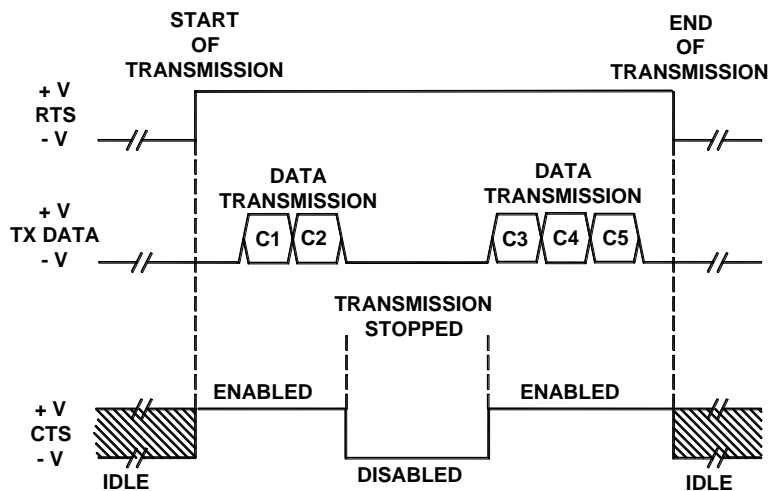 START
OF
TRANSMISSION
END
OF
TRANSMISSION
+ V
RTS
- V
DATA
TRANSMISSION
DATA
TRANSMISSION
+ V
TX DATA
- V
C1
C2
C3
C4
C5
TRANSMISSION
STOPPED
ENABLED
ENABLED
+ V
CTS
- V
IDLE
DISABLED
IDLE